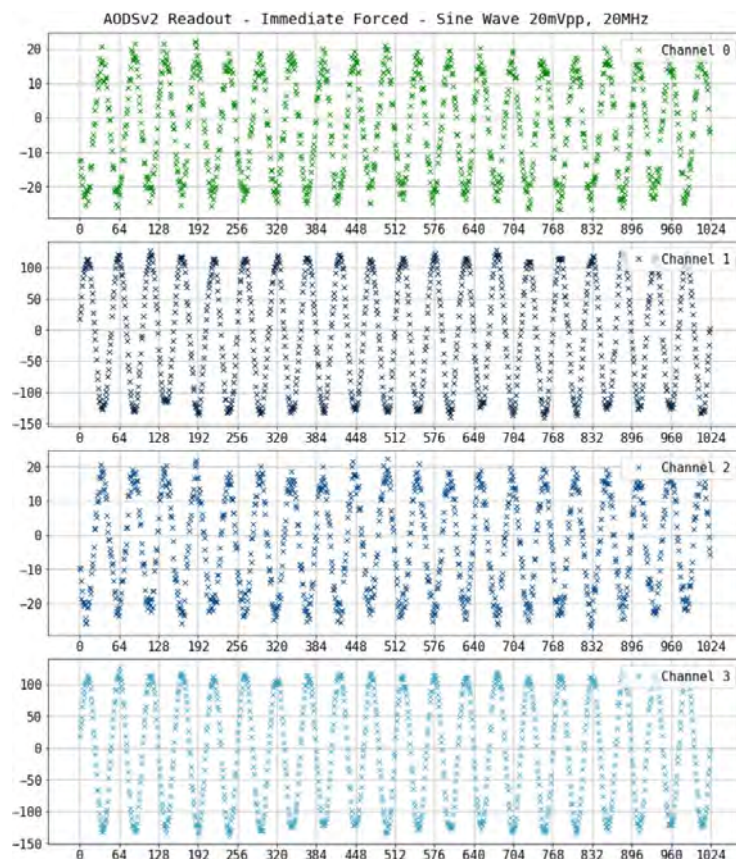 AODSv2 Readout - Immediate Forced - Sine Wave 20mVpp, 20MHz
20
10
0
-10
-20
Channel 0
0 64 128 192 256 320 384 448 512 576 640 704 768 832 896 960 1024
100
50
0
-50
-100
-150
Channel 1
0 64 128 192 256 320 384 448 512 576 640 704 768 832 896 960 1024
20
10
0
-10
-20
Channel 2
0 64 128 192 256 320 384 448 512 576 640 704 768 832 896 960 1024
100
50
0
-50
-100
-150
Channel 3
0 64 128 192 256 320 384 448 512 576 640 704 768 832 896 960 1024